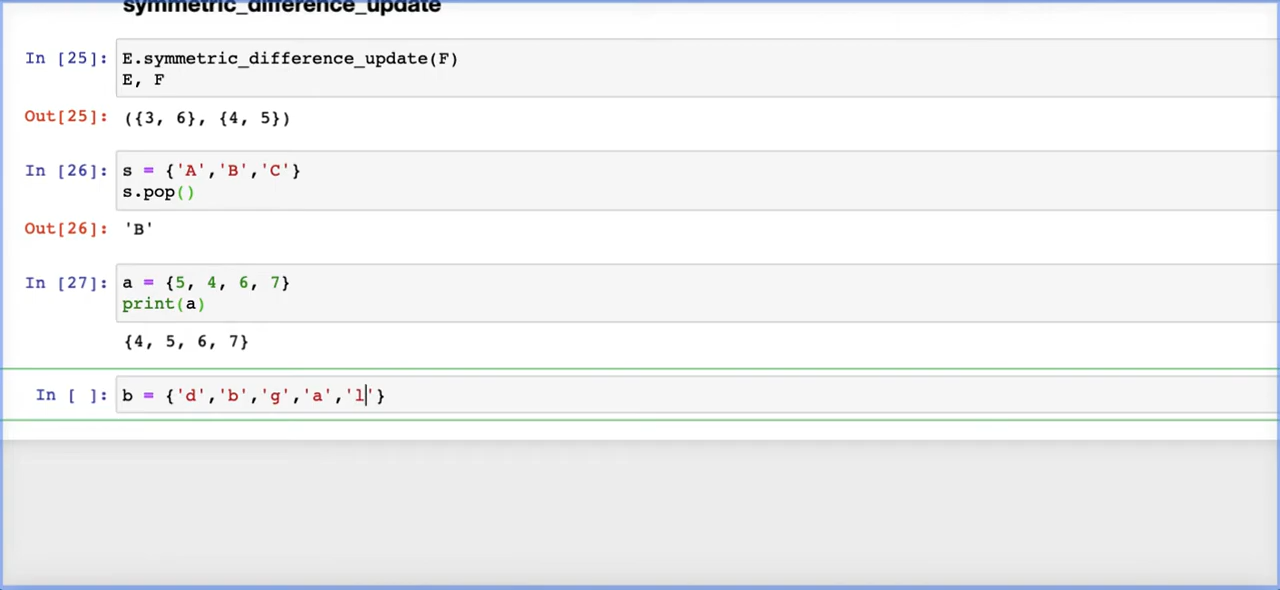 symmetric_difference_update
In [25]: E.symmetric_difference_update(F)
E, F
Out[25]: ({3, 6}, {4, 5})
In [26]: s = {'A','B','C'}
s.pop()
Out[26]: 'B'
In [27]: a = {5, 4, 6, 7}
print(a)
{4, 5, 6, 7}
In [ ]: b = {'d','b','g','a','l'}